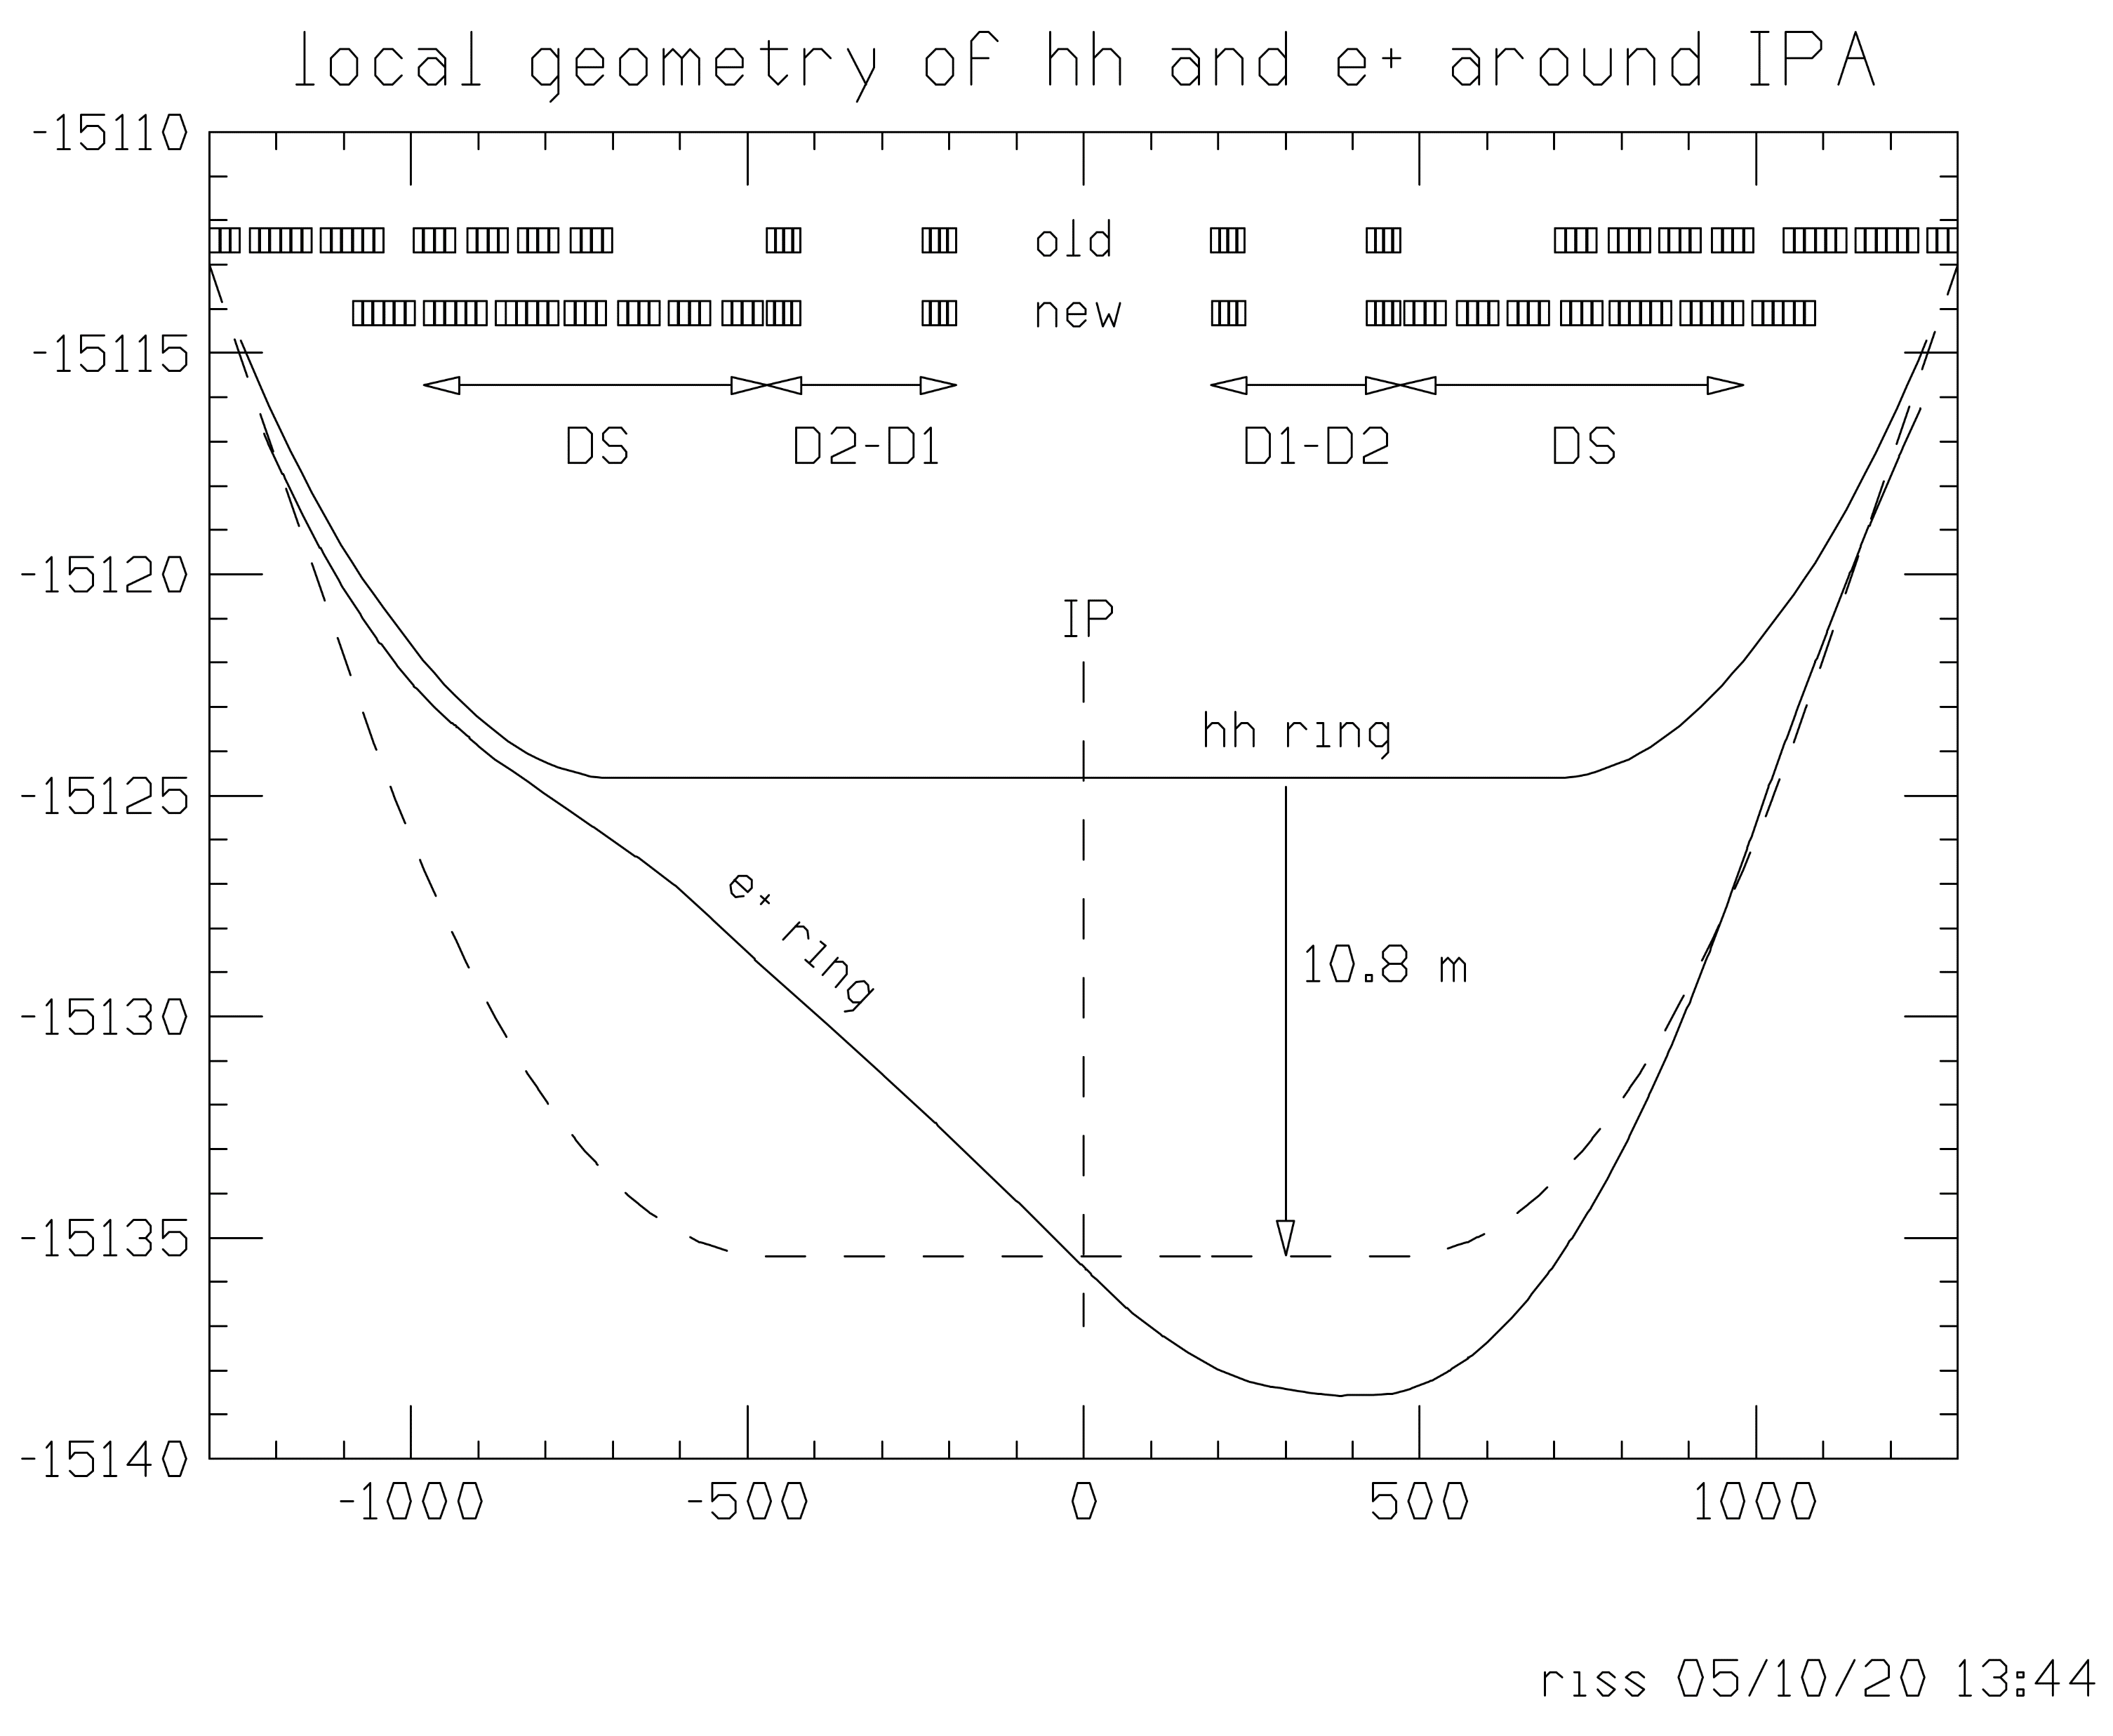 local geometry of hh and e+ around IPA
-15110
old
new
-15115
DS D2-D1 D1-D2 DS
-15120
IP
hh ring
-15125
e+ ring
10.8 m
-15130
-15135
-15140
-1000 -500 0 500 1000
riss 05/10/20 13:44